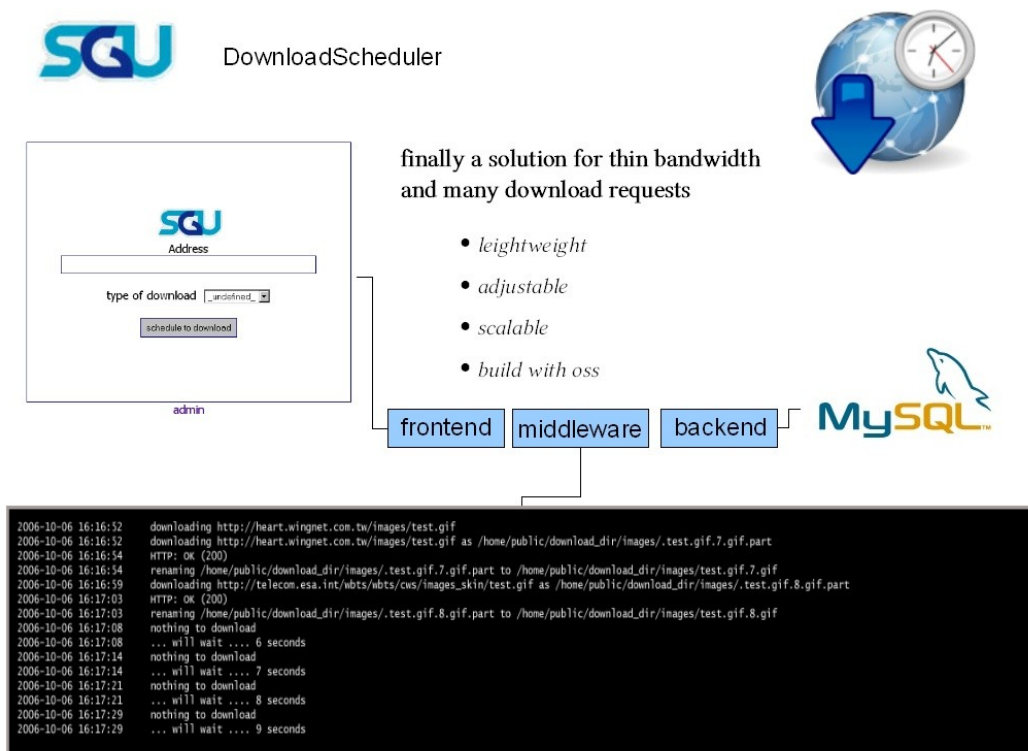 SGU
DownloadScheduler
SGU
Address
type of download _undefined_
schedule to download
admin
finally a solution for thin bandwidth
and many download requests
• leightweight
• adjustable
• scalable
• build with oss
frontend middleware backend
MySQL™
2006-10-06 16:16:52 downloading http://heart.wingnet.com.tw/images/test.gif
2006-10-06 16:16:52 downloading http://heart.wingnet.com.tw/images/test.gif as /home/public/download_dir/images/.test.gif.7.gif.part
2006-10-06 16:16:54 HTTP: OK (200)
2006-10-06 16:16:54 renaming /home/public/download_dir/images/.test.gif.7.gif.part to /home/public/download_dir/images/test.gif.7.gif
2006-10-06 16:16:59 downloading http://telecom.esa.int/wbts/wbts/cws/images_skin/test.gif as /home/public/download_dir/images/.test.gif.8.gif.part
2006-10-06 16:17:03 HTTP: OK (200)
2006-10-06 16:17:03 renaming /home/public/download_dir/images/.test.gif.8.gif.part to /home/public/download_dir/images/test.gif.8.gif
2006-10-06 16:17:08 nothing to download
2006-10-06 16:17:08 ... will wait .... 6 seconds
2006-10-06 16:17:14 nothing to download
2006-10-06 16:17:14 ... will wait .... 7 seconds
2006-10-06 16:17:21 nothing to download
2006-10-06 16:17:21 ... will wait .... 8 seconds
2006-10-06 16:17:29 nothing to download
2006-10-06 16:17:29 ... will wait .... 9 seconds